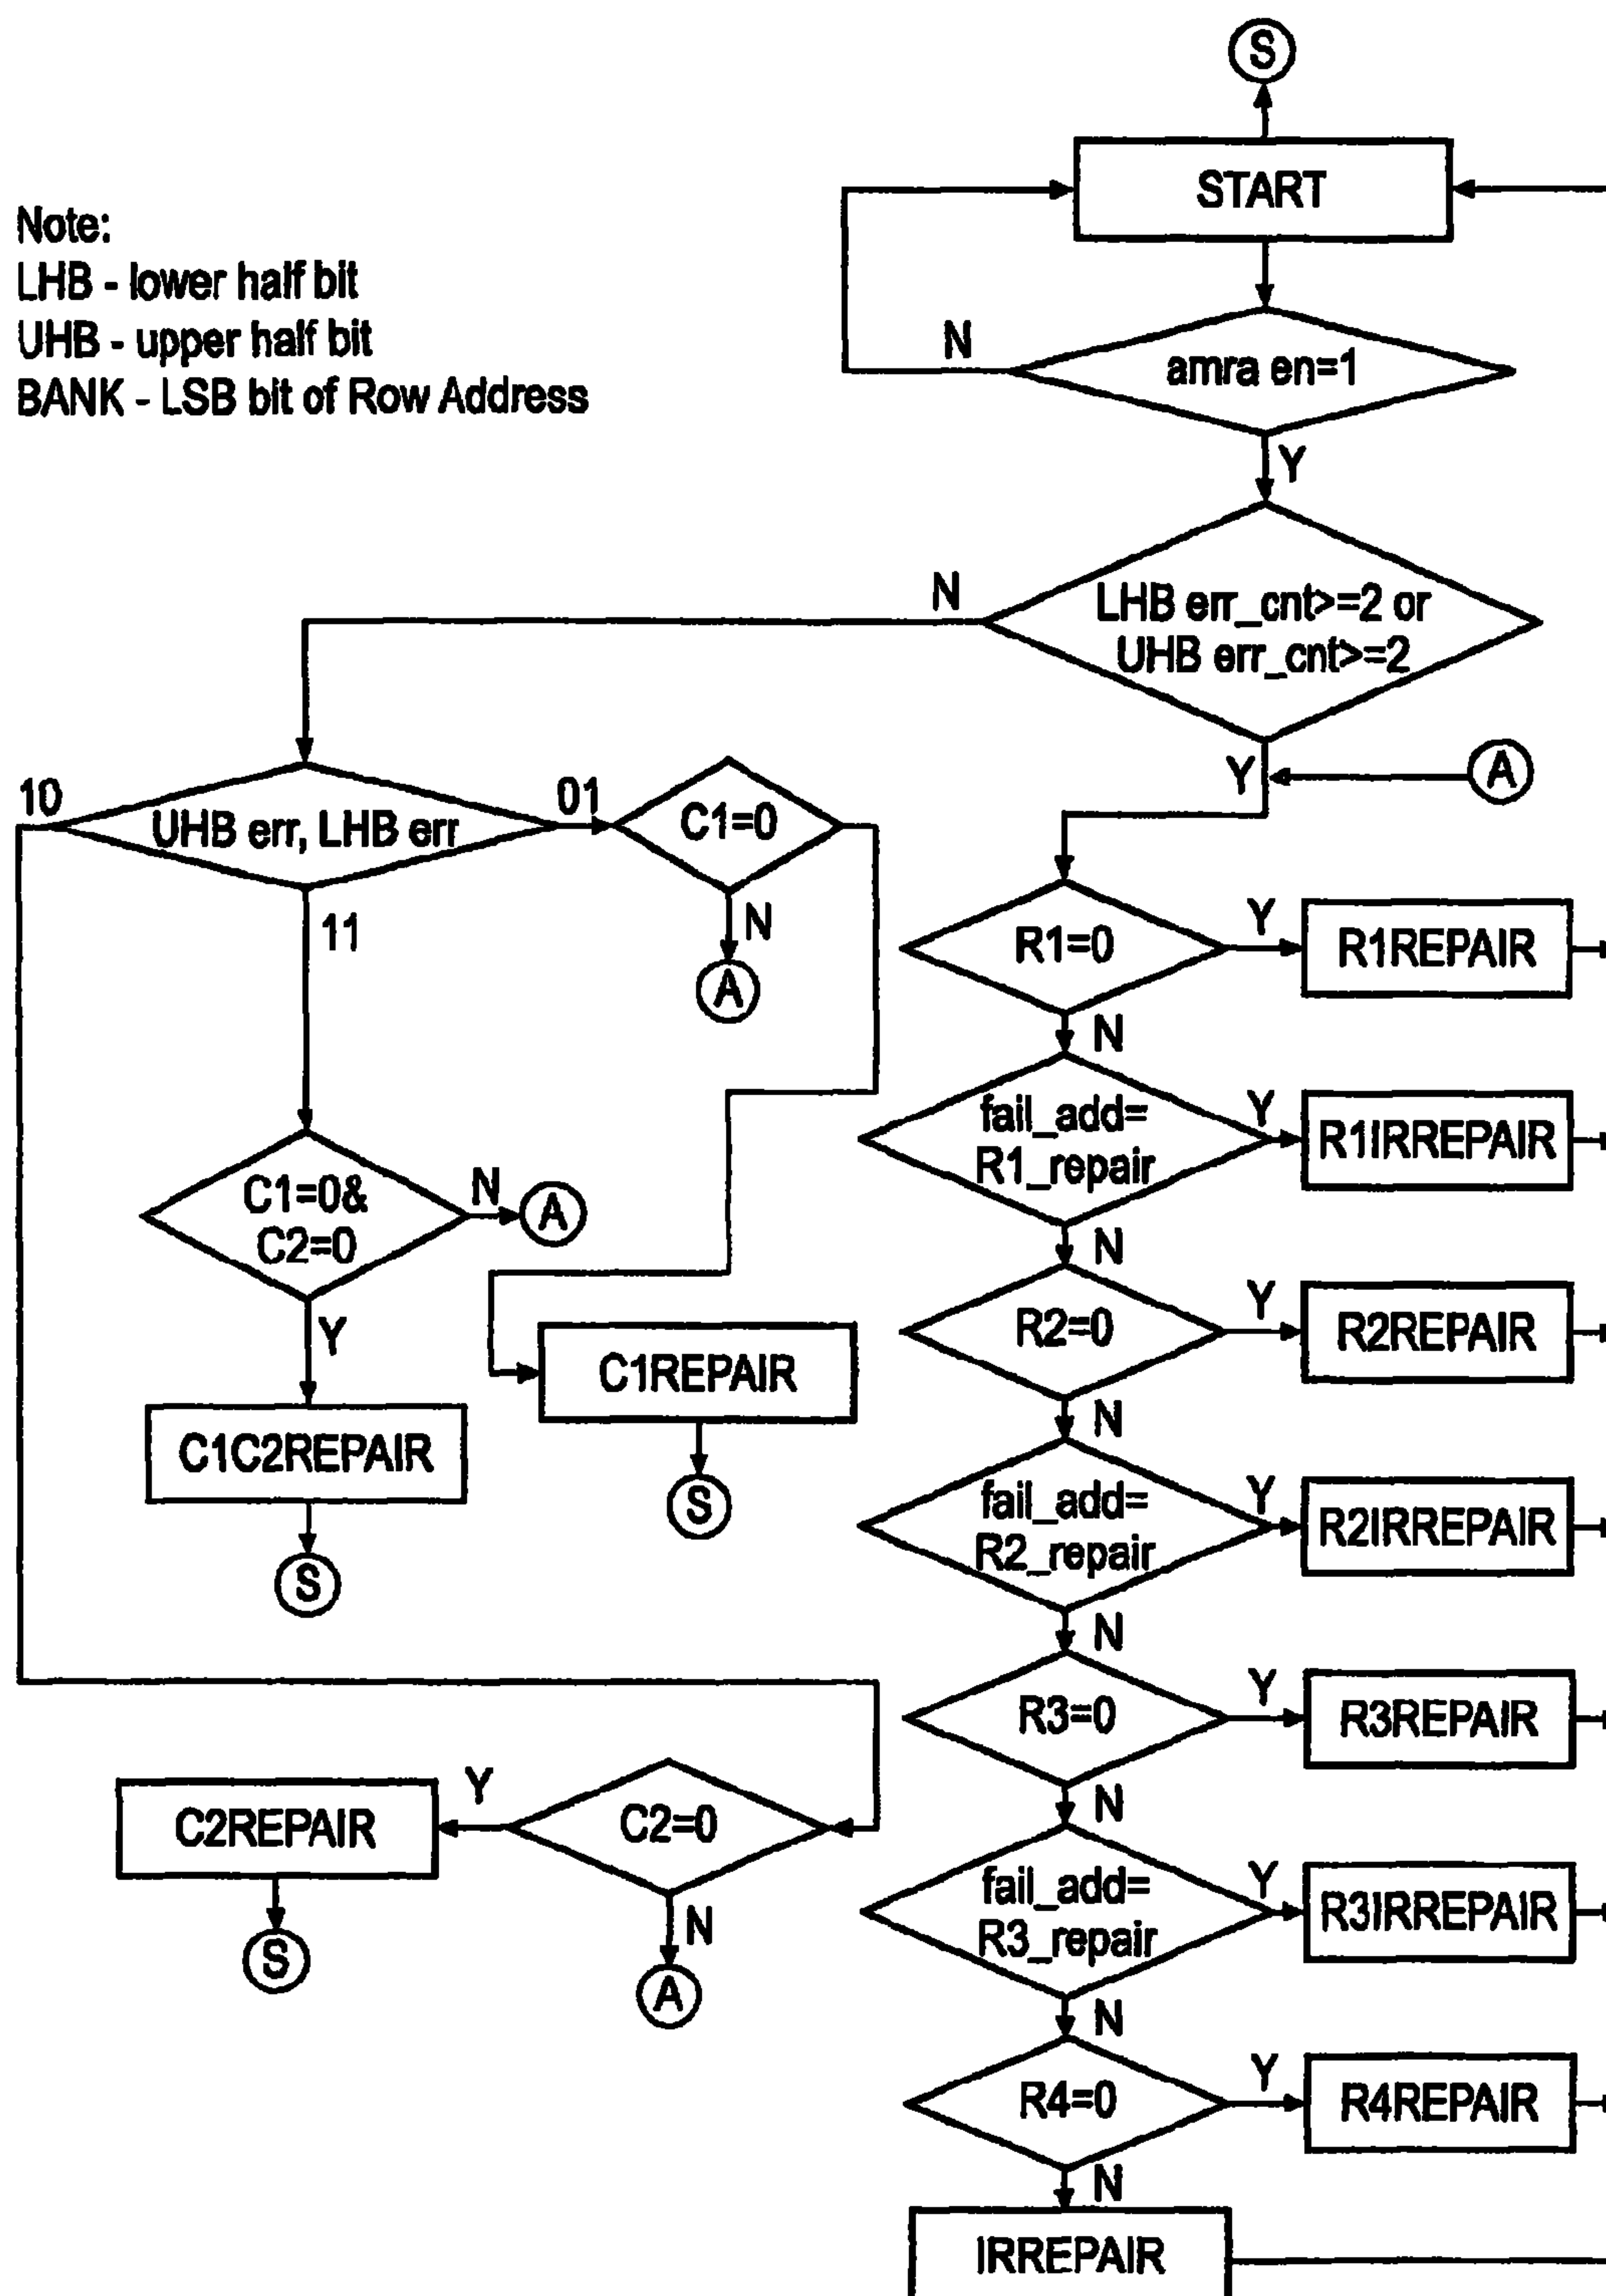 S
START
Note:
LHB - lower half bit
UHB - upper half bit
BANK - LSB bit of Row Address
N
amra en=1
Y
N
LHB err_cnt>=2 or
UHB err_cnt>=2
Y
A
10
UHB err, LHB err
01
C1=0
N
A
11
R1=0
Y
R1REPAIR
N
fail_add=
R1_repair
Y
R1IRREPAIR
N
C1=0&
C2=0
N
A
Y
R2=0
Y
R2REPAIR
N
C1REPAIR
S
C1C2REPAIR
S
fail_add=
R2_repair
Y
R2IRREPAIR
N
R3=0
Y
R3REPAIR
N
C2REPAIR
Y
C2=0
S
N
A
fail_add=
R3_repair
Y
R3IRREPAIR
N
R4=0
Y
R4REPAIR
N
IRREPAIR